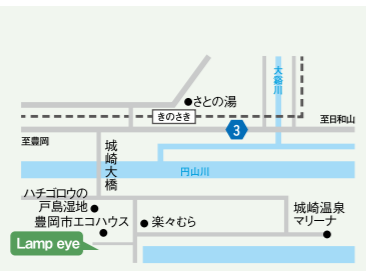 さとの湯
大谿川
きのさき
3
至日和山
至豊岡
城崎大橋
円山川
ハチゴロウの
戸島湿地
豊岡市エコハウス
楽々むら
城崎温泉
マリーナ
Lamp eye